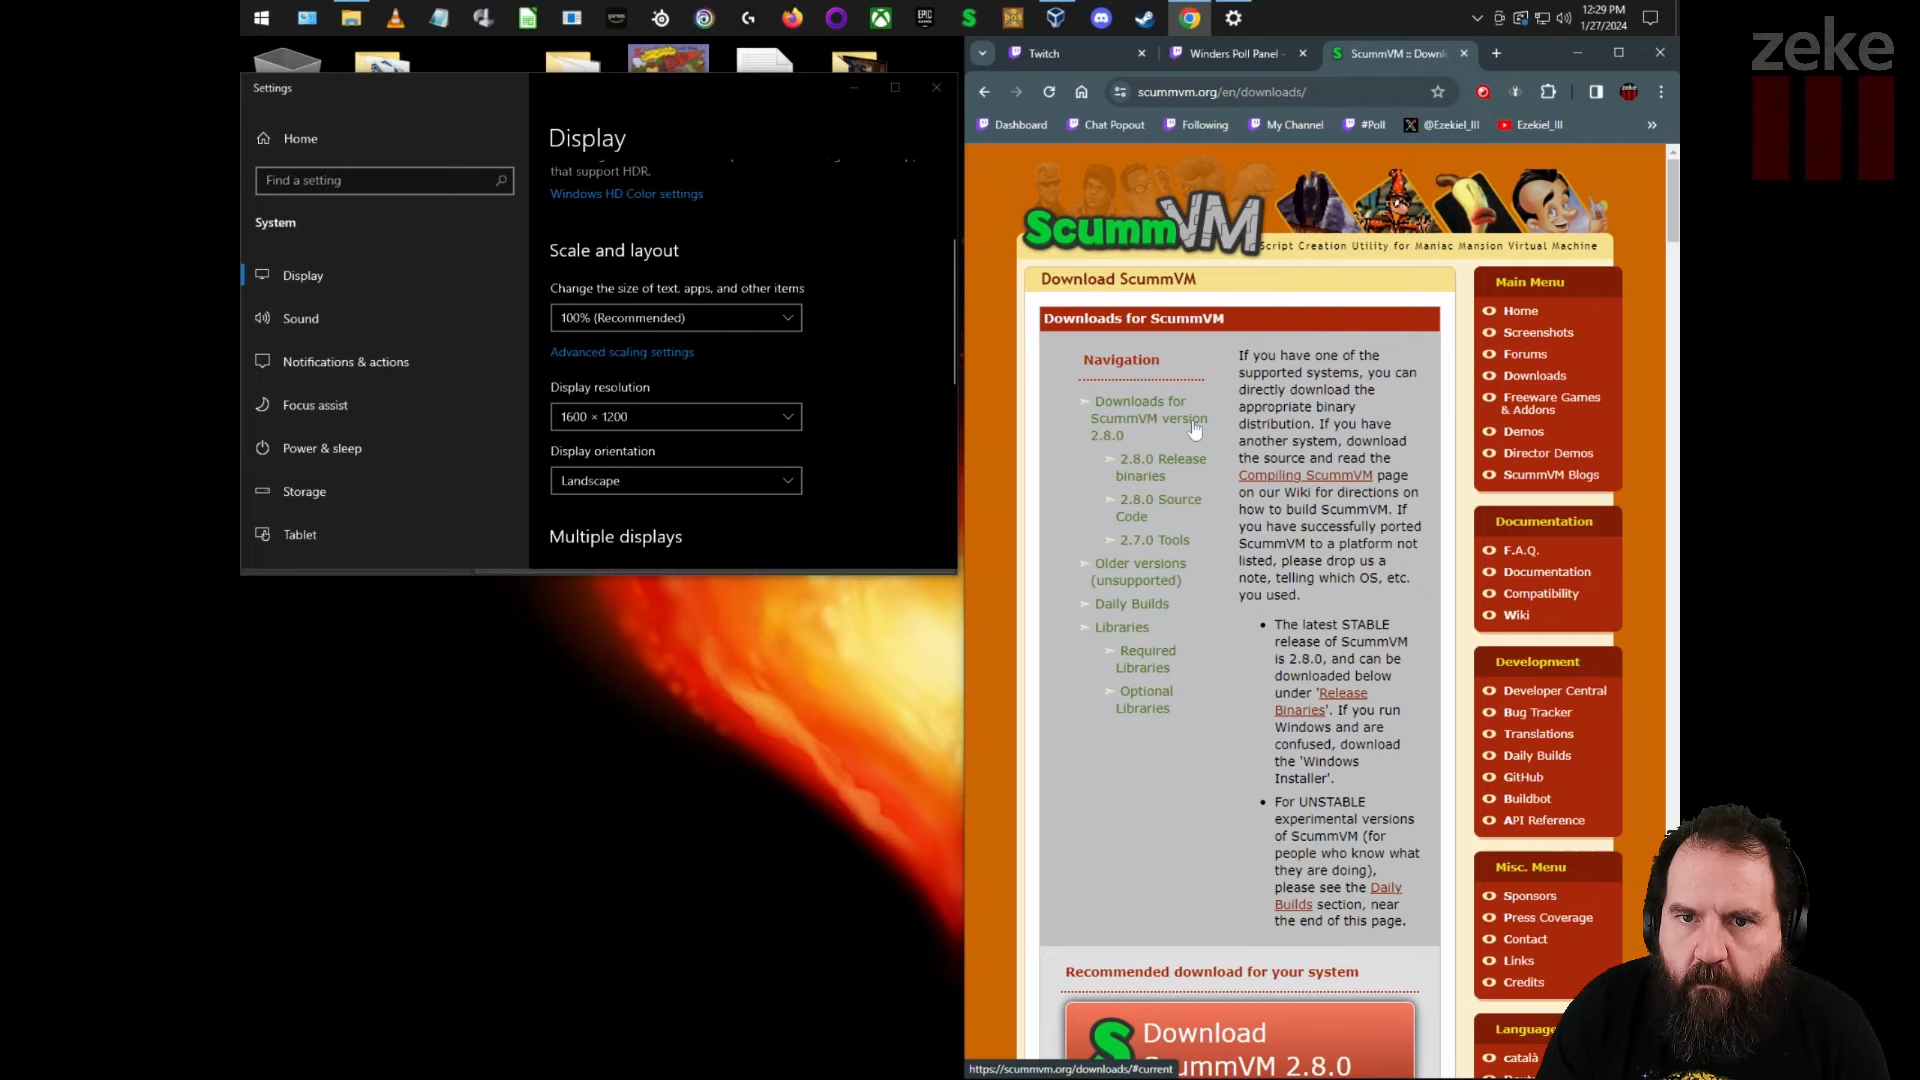 12:29 PM
1/27/2024
zeke
Settings
Home
Find a setting
System
Display
Sound
Notifications & actions
Focus assist
Power & sleep
Storage
Tablet
Display
that support HDR.
Windows HD Color settings
Scale and layout
Change the size of text, apps, and other items
100% (Recommended)
Advanced scaling settings
Display resolution
1600 × 1200
Display orientation
Landscape
Multiple displays
Twitch
Winders Poll Panel -
ScummVM :: Downl
scummvm.org/en/downloads/
Dashboard
Chat Popout
Following
My Channel
#Poll
@Ezekiel_III
Ezekiel_III
ScummVM
Script Creation Utility for Maniac Mansion Virtual Machine
Download ScummVM
Downloads for ScummVM
Navigation
Downloads for
ScummVM version
2.8.0
2.8.0 Release
binaries
2.8.0 Source
Code
2.7.0 Tools
Older versions
(unsupported)
Daily Builds
Libraries
Required
Libraries
Optional
Libraries
If you have one of the
supported systems, you can
directly download the
appropriate binary
distribution. If you have
another system, download
the source and read the
Compiling ScummVM page
on our Wiki for directions on
how to build ScummVM. If
you have successfully ported
ScummVM to a platform not
listed, please drop us a
note, telling which OS, etc.
you used.
• The latest STABLE
release of ScummVM
is 2.8.0, and can be
downloaded below
under 'Release
Binaries'. If you run
Windows and are
confused, download
the 'Windows
Installer'.
• For UNSTABLE
experimental versions
of ScummVM (for
people who know what
they are doing),
please see the Daily
Builds section, near
the end of this page.
Recommended download for your system
Download
ummVM 2.8.0
https://scummvm.org/downloads/#current
Main Menu
Home
Screenshots
Forums
Downloads
Freeware Games
& Addons
Demos
Director Demos
ScummVM Blogs
Documentation
F.A.Q.
Documentation
Compatibility
Wiki
Development
Developer Central
Bug Tracker
Translations
Daily Builds
GitHub
Buildbot
API Reference
Misc. Menu
Sponsors
Press Coverage
Contact
Links
Credits
Language
català